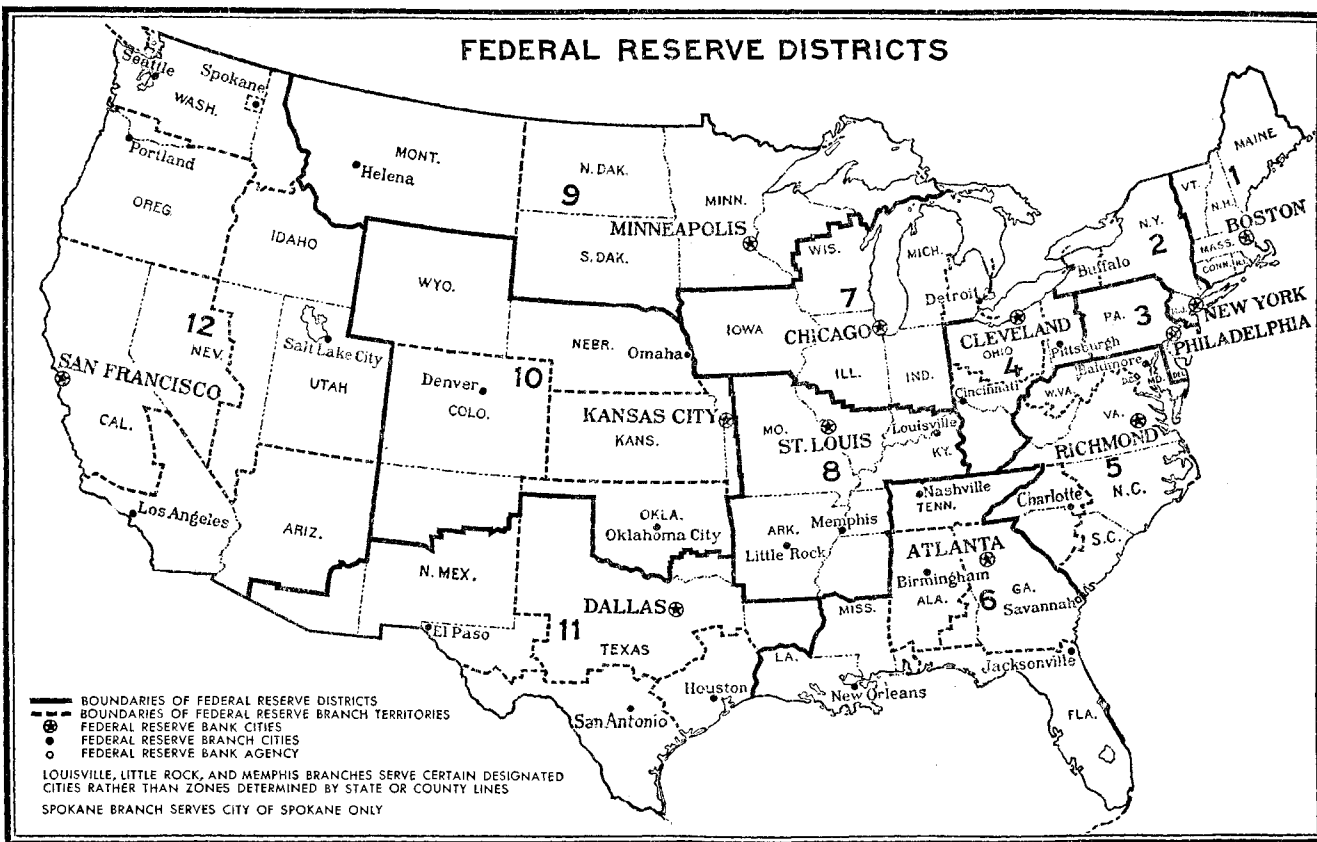 FEDERAL RESERVE DISTRICTS
Seattle
Spokane
WASH.
Portland
MONT.
Helena
N. DAK.
9
MINN.
MINNEAPOLIS
S. DAK.
OREG.
IDAHO
WYO.
WIS.
MICH.
7
Detroit
MAINE
VT.
1
N.H.
BOSTON
N.Y.
2
MASS.
CONN.
R.I.
Buffalo
NEW YORK
PA.
3
N.J.
PHILADELPHIA
12
NEV.
Salt Lake City
UTAH
SAN FRANCISCO
CAL.
Los Angeles
ARIZ.
NEBR.
Omaha
IOWA
CHICAGO
ILL.
IND.
CLEVELAND
OHIO
4
Pittsburgh
Cincinnati
Baltimore
D.C.
MD.
DEL.
W.VA.
VA.
RICHMOND
5
N.C.
Charlotte
S.C.
Denver
COLO.
10
KANSAS CITY
KANS.
MO.
ST. LOUIS
8
Louisville
KY.
OKLA.
Oklahoma City
ARK.
Little Rock
Memphis
Nashville
TENN.
ATLANTA
Birmingham
ALA.
GA.
6
Savannah
MISS.
N. MEX.
El Paso
DALLAS
11
TEXAS
Houston
San Antonio
LA.
New Orleans
Jacksonville
FLA.
BOUNDARIES OF FEDERAL RESERVE DISTRICTS
BOUNDARIES OF FEDERAL RESERVE BRANCH TERRITORIES
FEDERAL RESERVE BANK CITIES
FEDERAL RESERVE BRANCH CITIES
FEDERAL RESERVE BANK AGENCY
LOUISVILLE, LITTLE ROCK, AND MEMPHIS BRANCHES SERVE CERTAIN DESIGNATED
CITIES RATHER THAN ZONES DETERMINED BY STATE OR COUNTY LINES
SPOKANE BRANCH SERVES CITY OF SPOKANE ONLY